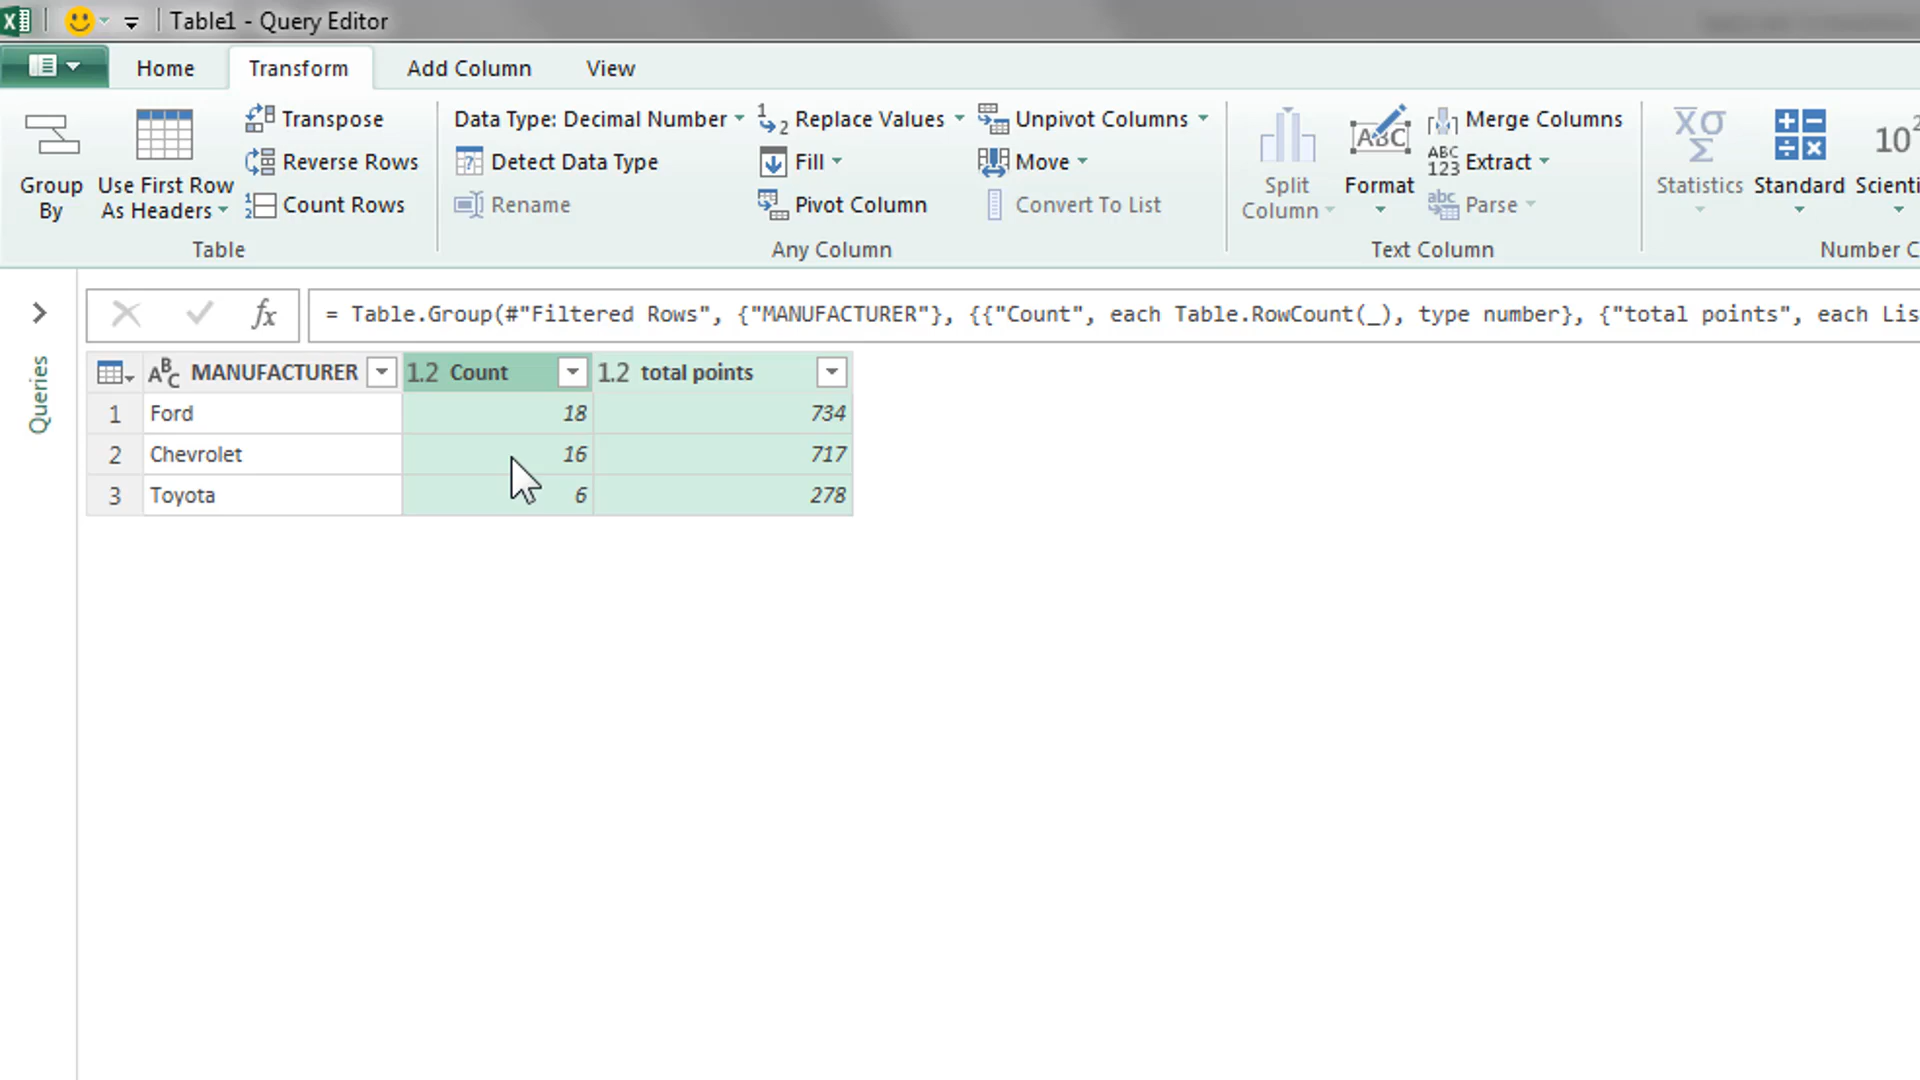 Table1 - Query Editor
Home Transform Add Column View
Group By
Use First Row As Headers
Transpose
Reverse Rows
Count Rows
Table
Data Type: Decimal Number
Detect Data Type
Rename
Replace Values
Fill
Pivot Column
Unpivot Columns
Move
Convert To List
Any Column
Split Column
Format
Merge Columns
Extract
Parse
Text Column
Statistics
Standard
Scienti
Number C
= Table.Group(#"Filtered Rows", {"MANUFACTURER"}, {{"Count", each Table.RowCount(_), type number}, {"total points", each Lis
Queries
MANUFACTURER 1.2 Count 1.2 total points
1 Ford 18 734
2 Chevrolet 16 717
3 Toyota 6 278